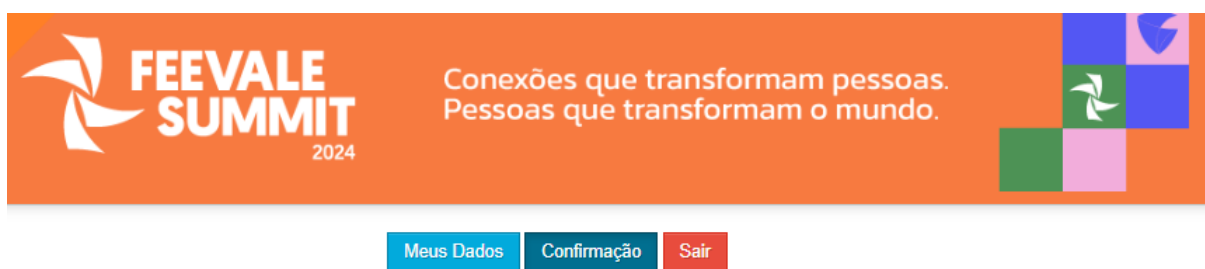 FEEVALE
SUMMIT
2024
Conexões que transformam pessoas.
Pessoas que transformam o mundo.
Meus Dados Confirmação Sair